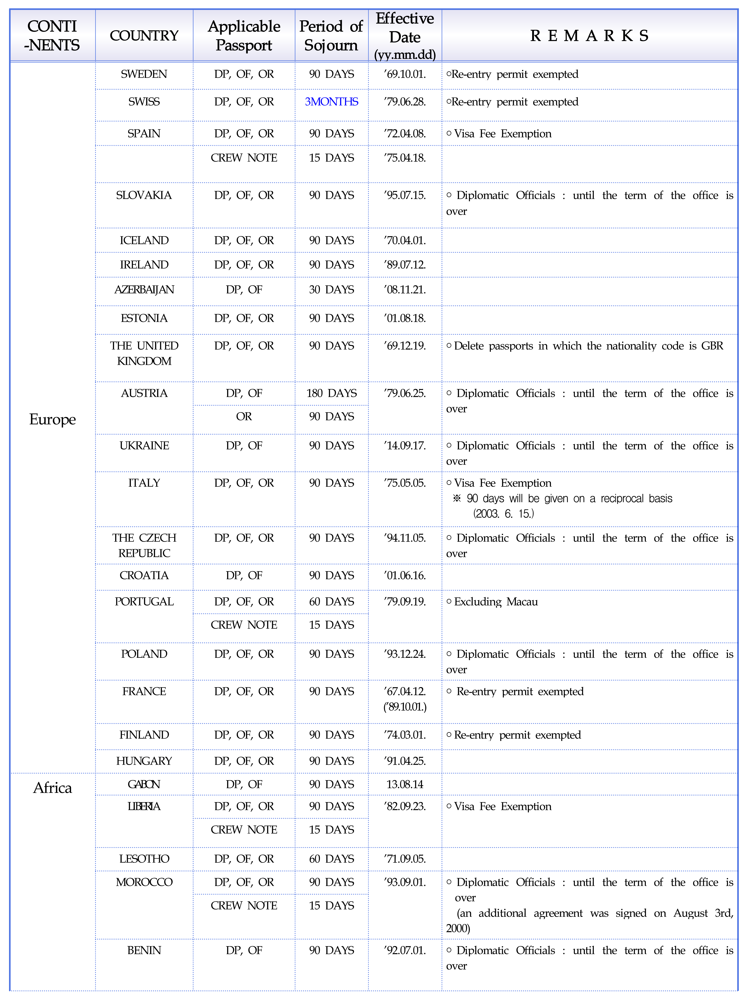 CONTI
-NENTS
COUNTRY
Applicable
Passport
Period of
Sojourn
Effective
Date
(yy.mm.dd)
R E M A R K S
Europe
SWEDEN DP, OF, OR 90 DAYS '69.10.01. ○Re-entry permit exempted
SWISS DP, OF, OR 3MONTHS '79.06.28. ○Re-entry permit exempted
SPAIN DP, OF, OR 90 DAYS '72.04.08. ○ Visa Fee Exemption
CREW NOTE 15 DAYS '75.04.18.
SLOVAKIA DP, OF, OR 90 DAYS '95.07.15. ○ Diplomatic Officials : until the term of the office is
over
ICELAND DP, OF, OR 90 DAYS '70.04.01.
IRELAND DP, OF, OR 90 DAYS '89.07.12.
AZERBAIJAN DP, OF 30 DAYS '08.11.21.
ESTONIA DP, OF, OR 90 DAYS '01.08.18.
THE UNITED DP, OF, OR 90 DAYS '69.12.19. ○ Delete passports in which the nationality code is GBR
KINGDOM
AUSTRIA DP, OF 180 DAYS '79.06.25. ○ Diplomatic Officials : until the term of the office is
over
OR 90 DAYS
UKRAINE DP, OF 90 DAYS '14.09.17. ○ Diplomatic Officials : until the term of the office is
over
ITALY DP, OF, OR 90 DAYS '75.05.05. ○ Visa Fee Exemption
※ 90 days will be given on a reciprocal basis
(2003. 6. 15.)
THE CZECH DP, OF, OR 90 DAYS '94.11.05. ○ Diplomatic Officials : until the term of the office is
REPUBLIC over
CROATIA DP, OF 90 DAYS '01.06.16.
PORTUGAL DP, OF, OR 60 DAYS '79.09.19. ○ Excluding Macau
CREW NOTE 15 DAYS
POLAND DP, OF, OR 90 DAYS '93.12.24. ○ Diplomatic Officials : until the term of the office is
over
FRANCE DP, OF, OR 90 DAYS '67.04.12. ○ Re-entry permit exempted
('89.10.01.)
FINLAND DP, OF, OR 90 DAYS '74.03.01. ○ Re-entry permit exempted
HUNGARY DP, OF, OR 90 DAYS '91.04.25.
Africa
GABON DP, OF 90 DAYS 13.08.14
LIBERIA DP, OF, OR 90 DAYS '82.09.23. ○ Visa Fee Exemption
CREW NOTE 15 DAYS
LESOTHO DP, OF, OR 60 DAYS '71.09.05.
MOROCCO DP, OF, OR 90 DAYS '93.09.01. ○ Diplomatic Officials : until the term of the office is
over
CREW NOTE 15 DAYS
(an additional agreement was signed on August 3rd,
2000)
BENIN DP, OF 90 DAYS '92.07.01. ○ Diplomatic Officials : until the term of the office is
over